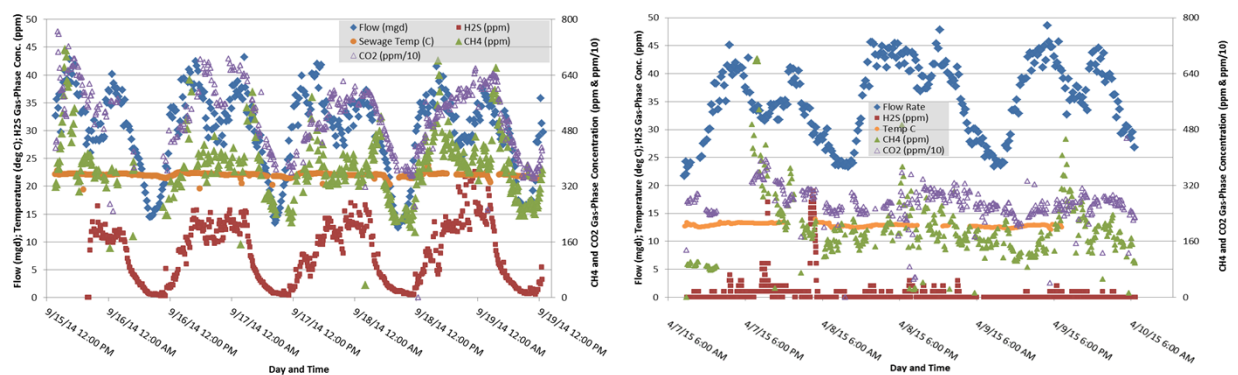 Flow (mgd); Temperature (deg C); H2S Gas-Phase Conc. (ppm)
50
45
40
35
30
25
20
15
10
5
0
Flow (mgd)
H2S (ppm)
Sewage Temp (C)
CH4 (ppm)
CO2 (ppm/10)
800
640
480
320
160
0
CH4 and CO2 Gas-Phase Concentration (ppm & ppm/10)
9/15/14 12:00 PM
9/16/14 12:00 AM
9/16/14 12:00 PM
9/17/14 12:00 AM
9/17/14 12:00 PM
9/18/14 12:00 AM
9/18/14 12:00 PM
9/19/14 12:00 AM
9/19/14 12:00 PM
Day and Time
Flow (mgd); Temperature (deg C); H2S Gas-Phase Conc. (ppm)
50
45
40
35
30
25
20
15
10
5
0
Flow Rate
H2S (ppm)
Temp C
CH4 (ppm)
CO2 (ppm/10)
800
640
480
320
160
0
CH4 and CO2 Gas-Phase Concentration (ppm & ppm/10)
4/7/15 6:00 AM
4/7/15 6:00 PM
4/8/15 6:00 AM
4/8/15 6:00 PM
4/9/15 6:00 AM
4/9/15 6:00 PM
4/10/15 6:00 AM
Day and Time